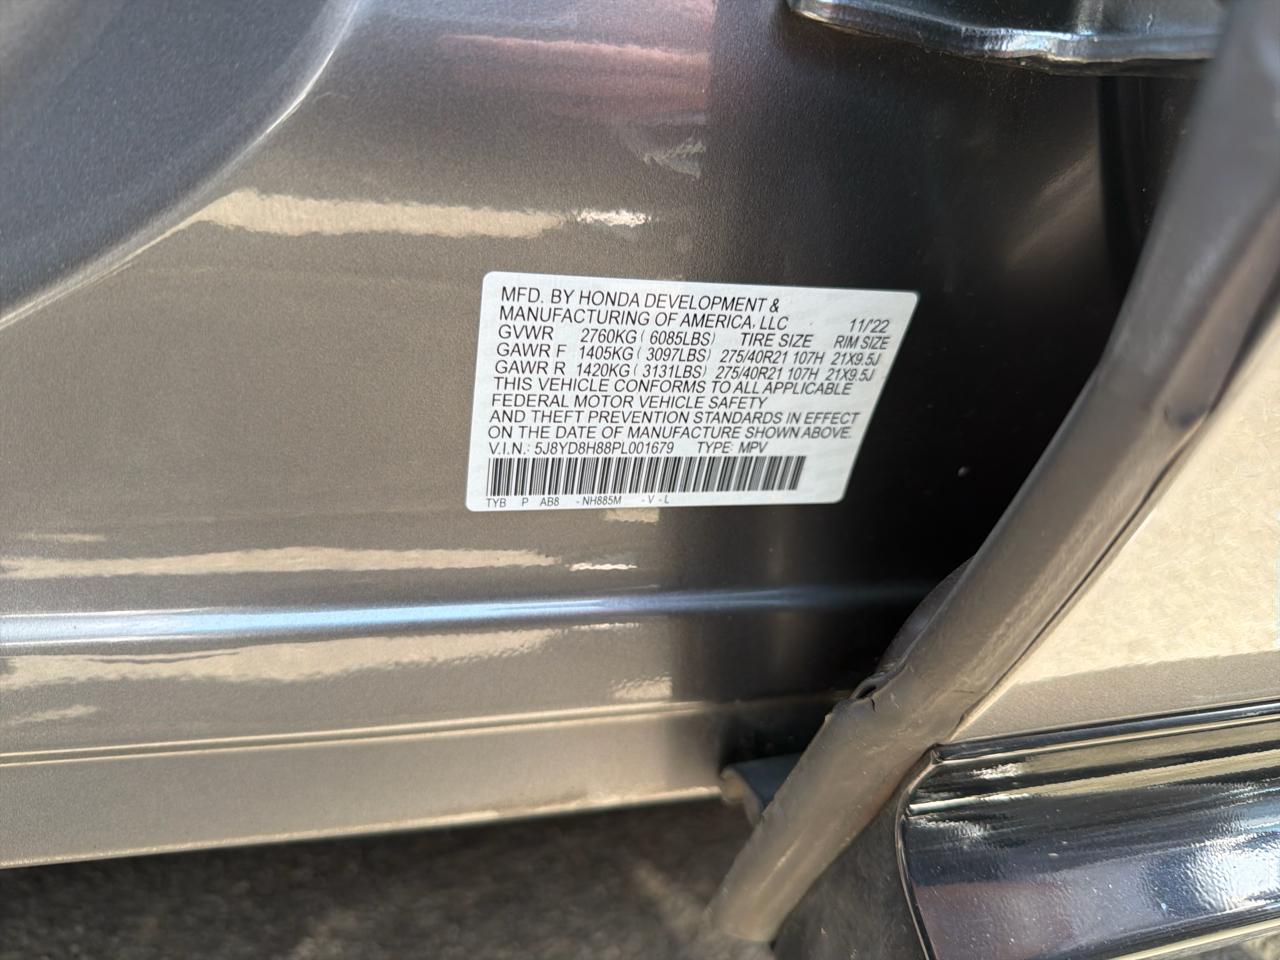 MFD. BY HONDA DEVELOPMENT &
MANUFACTURING OF AMERICA, LLC 11/'22
GVWR 2760KG ( 6085LBS) TIRE SIZE RIM SIZE
GAWR F 1405KG ( 3097LBS) 275/40R21 107H 21X9.5J
GAWR R 1420KG ( 3131LBS) 275/40R21 107H 21X9.5J
THIS VEHICLE CONFORMS TO ALL APPLICABLE
FEDERAL MOTOR VEHICLE SAFETY
AND THEFT PREVENTION STANDARDS IN EFFECT
ON THE DATE OF MANUFACTURE SHOWN ABOVE.
V.I.N.: 5J8YD8H88PL001679 TYPE: MPV
TYB P AB8 - NH885M - V - L